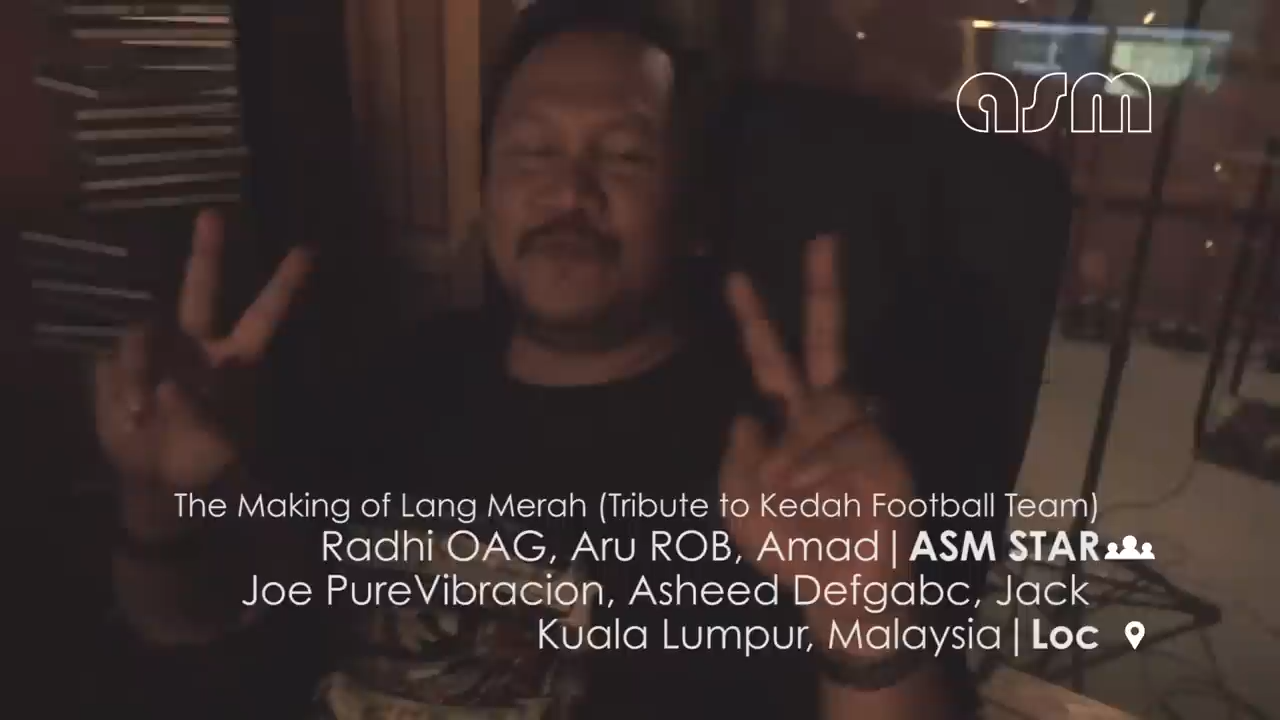 asm
The Making of Lang Merah (Tribute to Kedah Football Team)
Radhi OAG, Aru ROB, Amad | ASM STAR
Joe PureVibracion, Asheed Defgabc, Jack
Kuala Lumpur, Malaysia | Loc